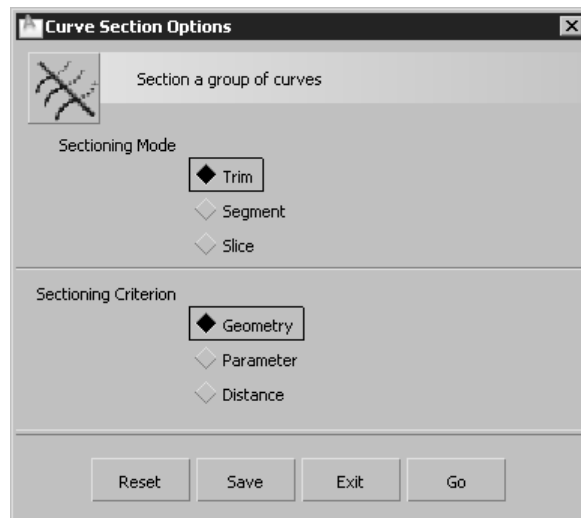 Curve Section Options
Section a group of curves
Sectioning Mode
Trim
Segment
Slice
Sectioning Criterion
Geometry
Parameter
Distance
Reset Save Exit Go